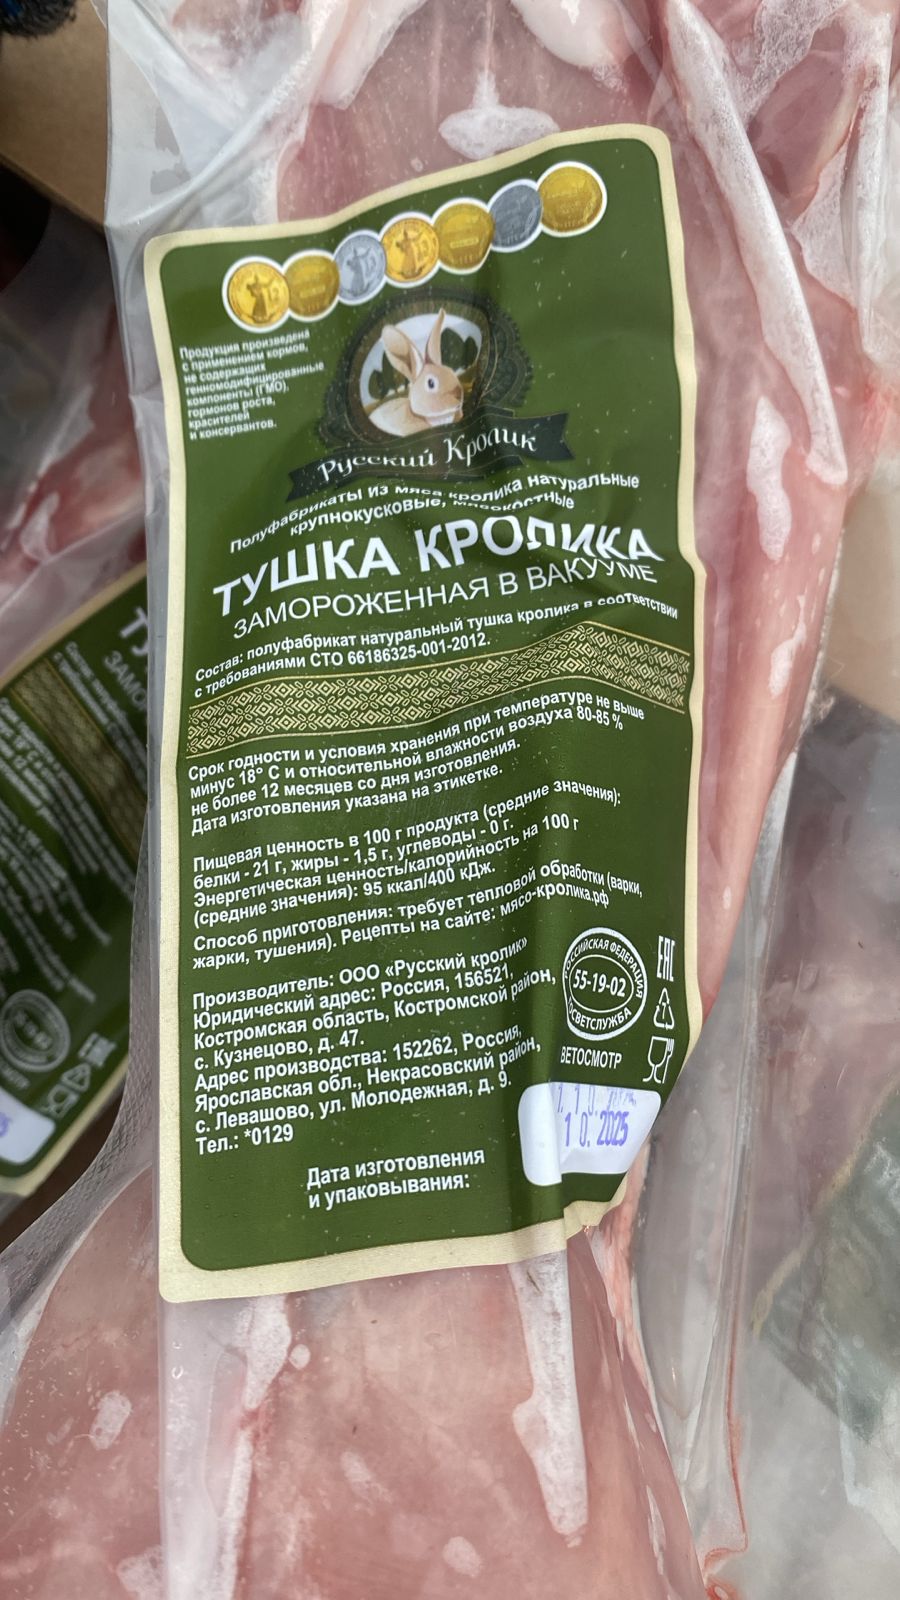 Продукция произведена
с применением кормов,
не содержащих
генномодифицированные
компоненты (ГМО),
гормонов роста,
красителей
и консервантов.
Русский Кролик
Полуфабрикаты из мяса кролика натуральные
крупнокусковые, мясокостные
ТУШКА КРОЛИКА
ЗАМОРОЖЕННАЯ В ВАКУУМЕ
Состав: полуфабрикат натуральный тушка кролика в соответствии
с требованиями СТО 66186325-001-2012.
Срок годности и условия хранения при температуре не выше
минус 18° С и относительной влажности воздуха 80-85 %
не более 12 месяцев со дня изготовления.
Дата изготовления указана на этикетке.
Пищевая ценность в 100 г продукта (средние значения):
белки - 21 г, жиры - 1,5 г, углеводы - 0 г.
Энергетическая ценность/калорийность на 100 г
(средние значения): 95 ккал/400 кДж.
Способ приготовления: требует тепловой обработки (варки,
жарки, тушения). Рецепты на сайте: мясо-кролика.рф
Производитель: ООО «Русский кролик»
Юридический адрес: Россия, 156521,
Костромская область, Костромской район,
с. Кузнецово, д. 47.
Адрес производства: 152262, Россия,
Ярославская обл., Некрасовский район,
с. Левашово, ул. Молодежная, д. 9.
Тел.: *0129
РОССИЙСКАЯ ФЕДЕРАЦИЯ
55-19-02
ГОСВЕТСЛУЖБА
ВЕТОСМОТР
EAC
7
Дата изготовления
и упаковывания:
10. 2025